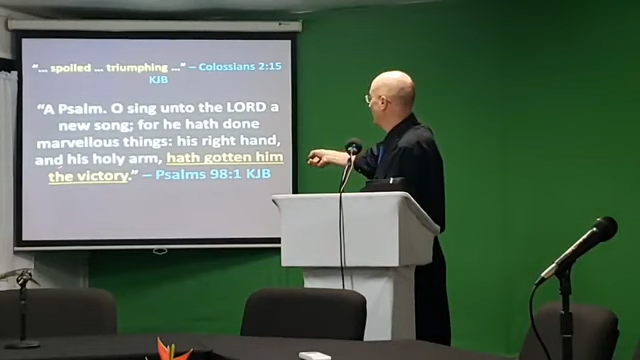 “... spoiled ... triumphing ...” – Colossians 2:15
KJB
“A Psalm. O sing unto the LORD a
new song; for he hath done
marvellous things: his right hand,
and his holy arm, hath gotten him
the victory.” – Psalms 98:1 KJB